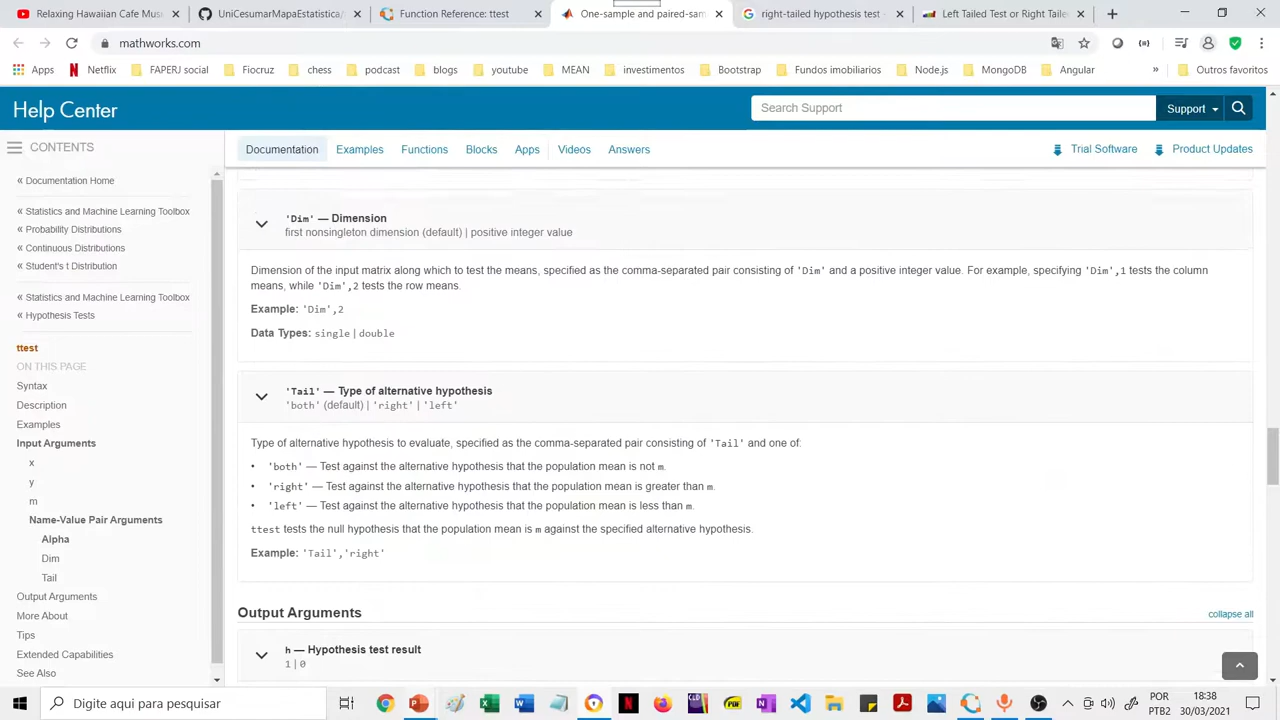 Relaxing Hawaiian Cafe Music
UniCesumarMapaEstatistica/
Function Reference: ttest
One-sample and paired-sam
right-tailed hypothesis test -
Left Tailed Test or Right Tailed
mathworks.com
Apps
Netflix
FAPERJ social
Fiocruz
chess
podcast
blogs
youtube
MEAN
investimentos
Bootstrap
Fundos imobiliarios
Node.js
MongoDB
Angular
»
Outros favoritos
Help Center
Search Support
Support
CONTENTS
Documentation
Examples
Functions
Blocks
Apps
Videos
Answers
Trial Software
Product Updates
« Documentation Home
« Statistics and Machine Learning Toolbox
« Probability Distributions
« Continuous Distributions
« Student's t Distribution
« Statistics and Machine Learning Toolbox
« Hypothesis Tests
ttest
ON THIS PAGE
Syntax
Description
Examples
Input Arguments
x
y
m
Name-Value Pair Arguments
Alpha
Dim
Tail
Output Arguments
More About
Tips
Extended Capabilities
See Also
'Dim' — Dimension
first nonsingleton dimension (default) | positive integer value
Dimension of the input matrix along which to test the means, specified as the comma-separated pair consisting of 'Dim' and a positive integer value. For example, specifying 'Dim',1 tests the column
means, while 'Dim',2 tests the row means.
Example: 'Dim',2
Data Types: single | double
'Tail' — Type of alternative hypothesis
'both' (default) | 'right' | 'left'
Type of alternative hypothesis to evaluate, specified as the comma-separated pair consisting of 'Tail' and one of:
• 'both' — Test against the alternative hypothesis that the population mean is not m.
• 'right' — Test against the alternative hypothesis that the population mean is greater than m.
• 'left' — Test against the alternative hypothesis that the population mean is less than m.
ttest tests the null hypothesis that the population mean is m against the specified alternative hypothesis.
Example: 'Tail','right'
Output Arguments
collapse all
h — Hypothesis test result
1 | 0
Digite aqui para pesquisar
POR
PTB2
18:38
30/03/2021